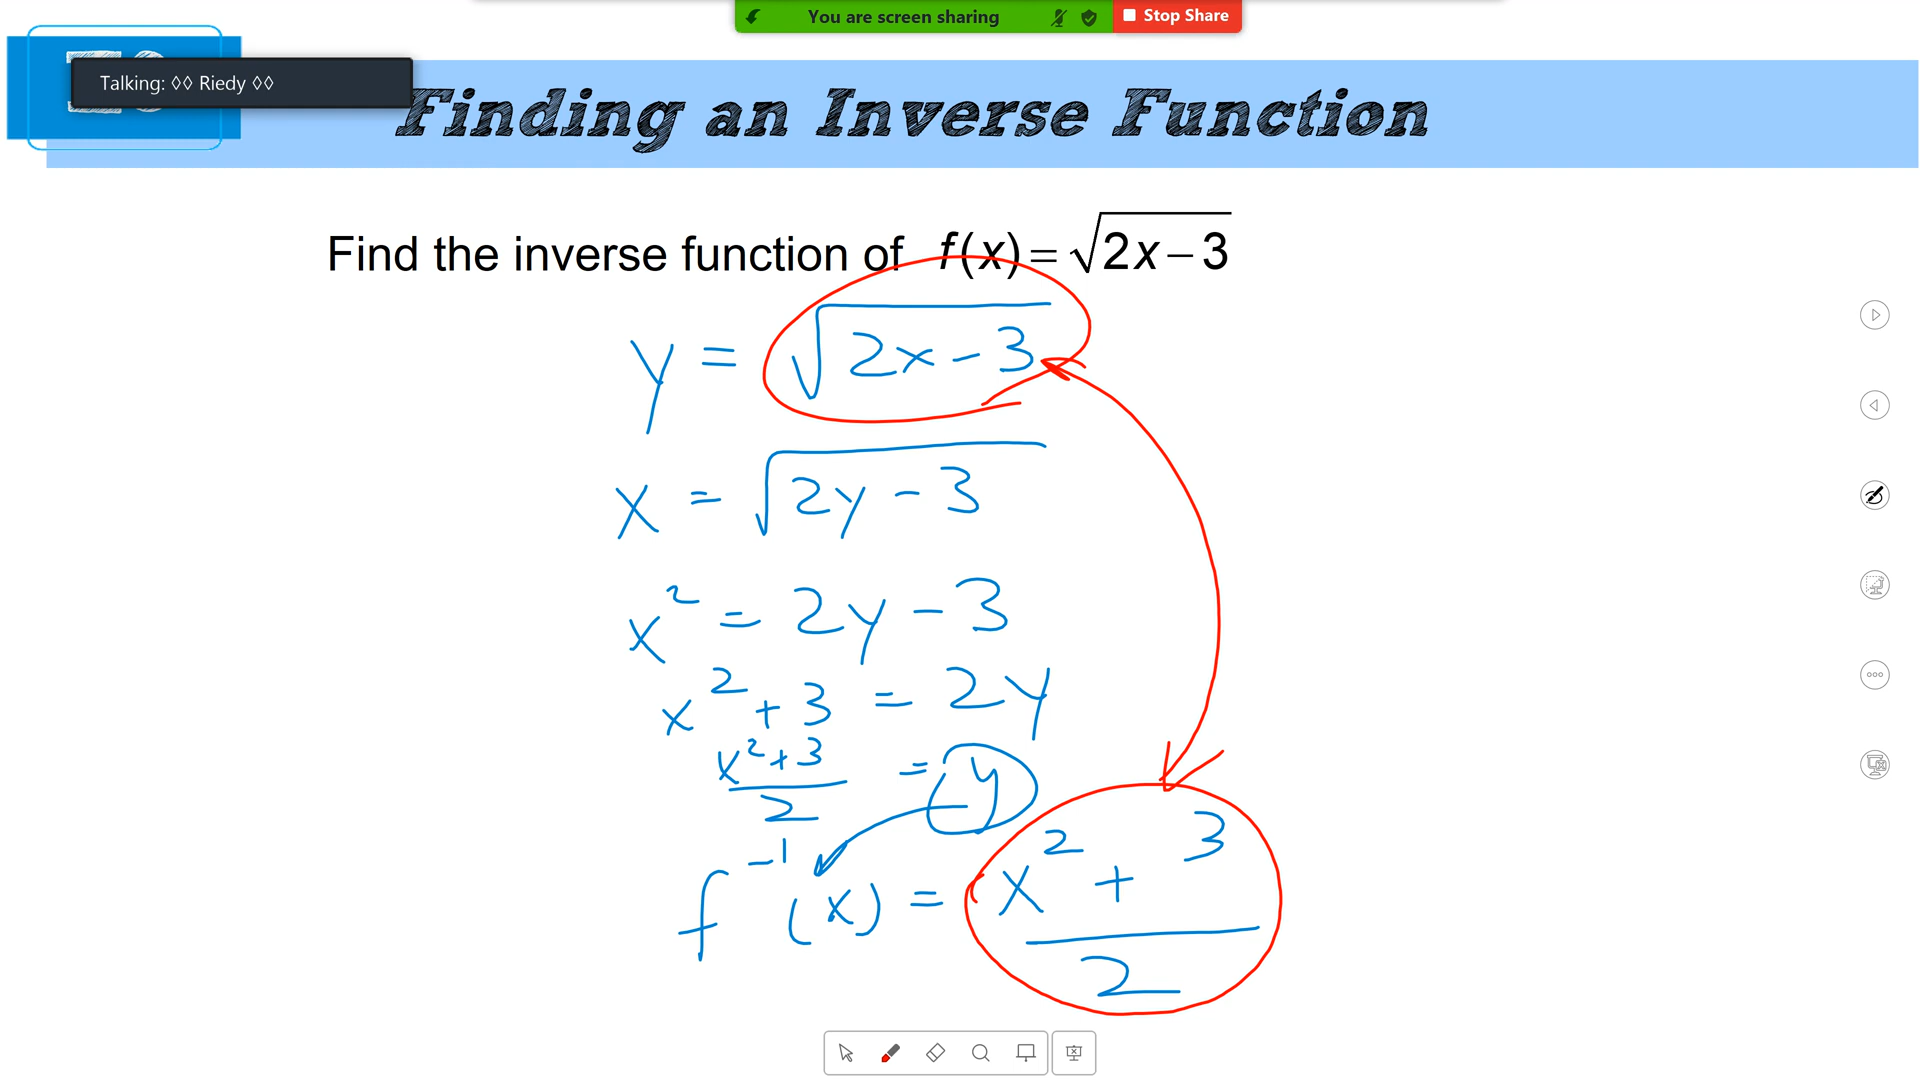 You are screen sharing
Stop Share
Talking: ◊◊ Riedy ◊◊
Finding an Inverse Function
Find the inverse function of f(x) = √(2x − 3)
y = √(2x − 3)
x = √(2y − 3)
x² = 2y − 3
x² + 3 = 2y
(x² + 3)/2 = y
f⁻¹(x) = (x² + 3)/2